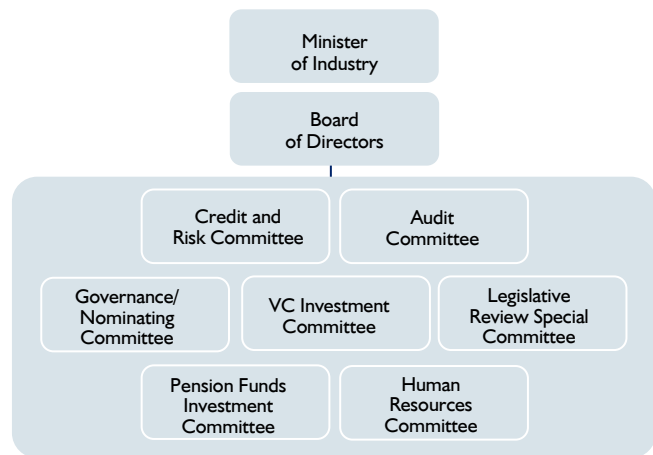 Minister
of Industry
Board
of Directors
Credit and
Risk Committee
Audit
Committee
Governance/
Nominating
Committee
VC Investment
Committee
Legislative
Review Special
Committee
Pension Funds
Investment
Committee
Human
Resources
Committee